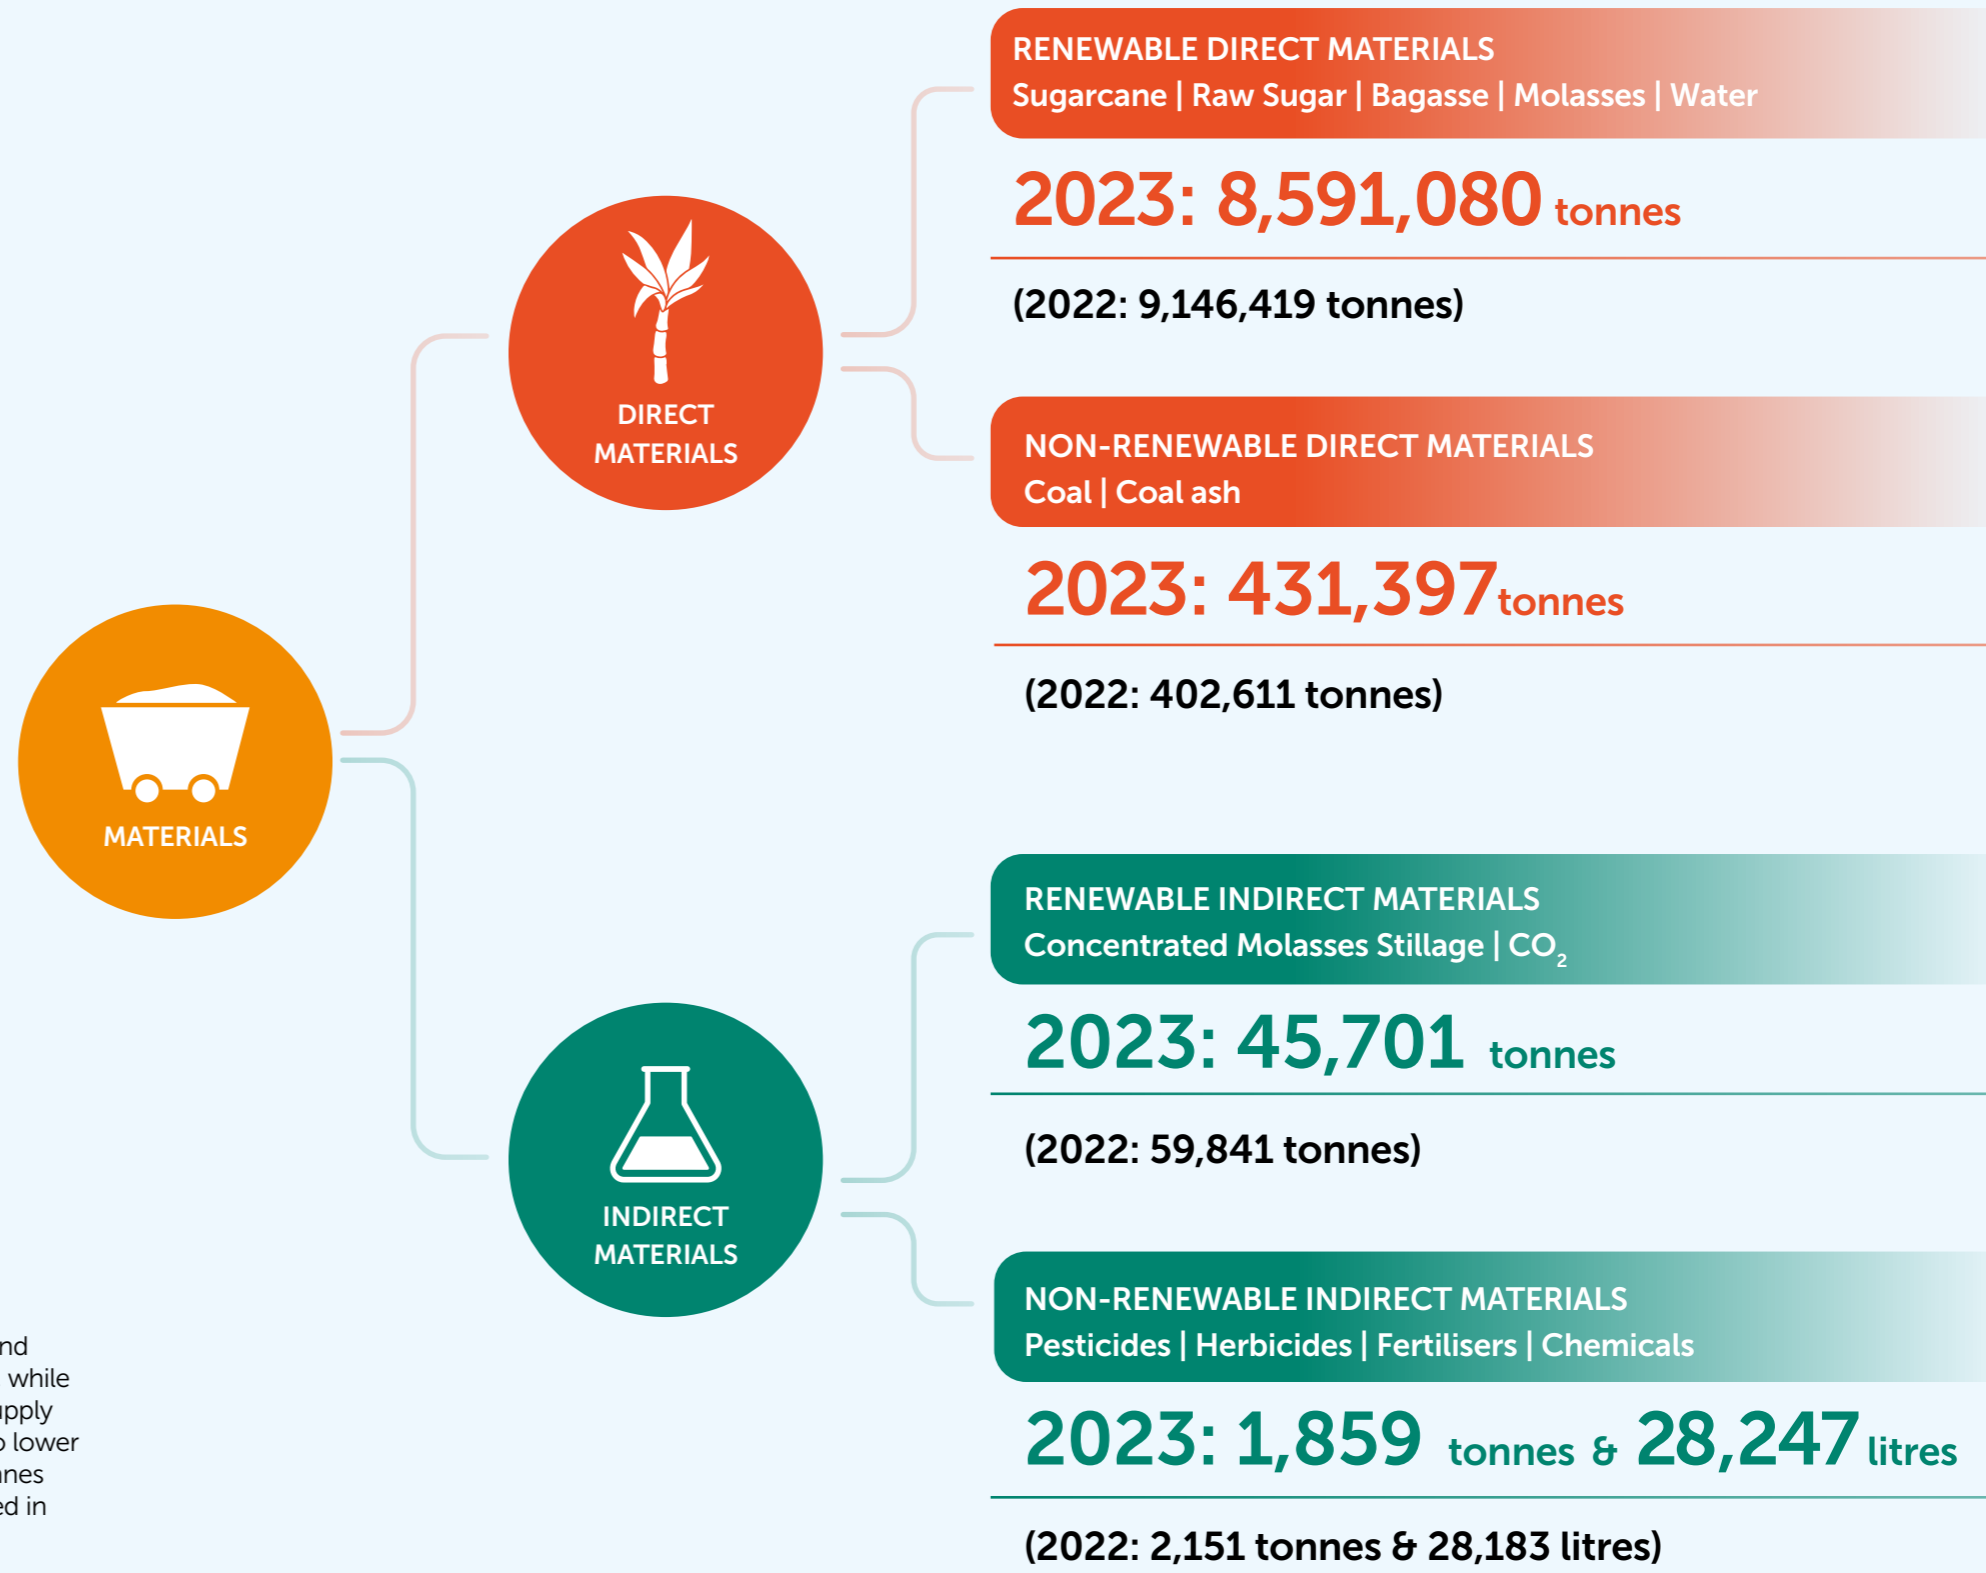 RENEWABLE DIRECT MATERIALS
Sugarcane | Raw Sugar | Bagasse | Molasses | Water
2023: 8,591,080 tonnes
(2022: 9,146,419 tonnes)
DIRECT
MATERIALS
NON-RENEWABLE DIRECT MATERIALS
Coal | Coal ash
2023: 431,397 tonnes
(2022: 402,611 tonnes)
MATERIALS
RENEWABLE INDIRECT MATERIALS
Concentrated Molasses Stillage | CO₂
2023: 45,701 tonnes
(2022: 59,841 tonnes)
INDIRECT
MATERIALS
NON-RENEWABLE INDIRECT MATERIALS
Pesticides | Herbicides | Fertilisers | Chemicals
2023: 1,859 tonnes & 28,247 litres
(2022: 2,151 tonnes & 28,183 litres)
while
lower
in